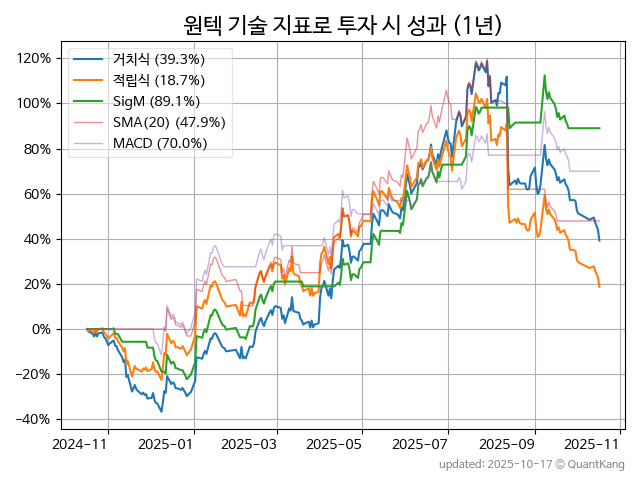 원텍 기술 지표로 투자 시 성과 (1년)
거치식 (39.3%)
적립식 (18.7%)
SigM (89.1%)
SMA(20) (47.9%)
MACD (70.0%)
120%
100%
80%
60%
40%
20%
0%
−20%
−40%
2024-11 2025-01 2025-03 2025-05 2025-07 2025-09 2025-11
updated: 2025-10-17 © QuantKang